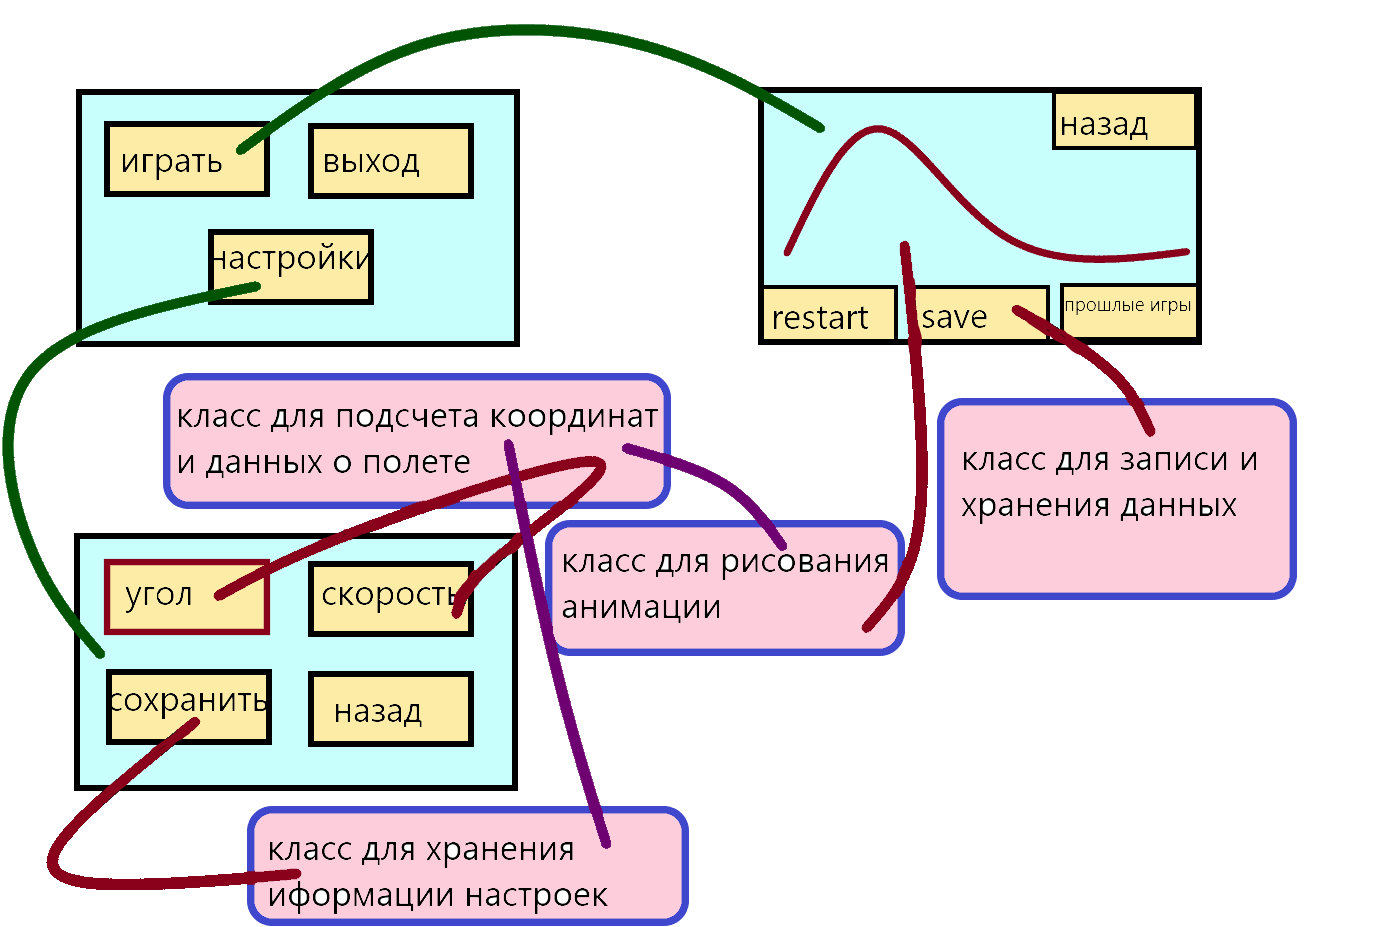 играть
выход
настройки
назад
restart
save
прошлые игры
класс для подсчета координат
и данных о полете
класс для записи и
хранения данных
класс для рисования
анимации
угол
скорость
сохранить
назад
класс для хранения
иформации настроек